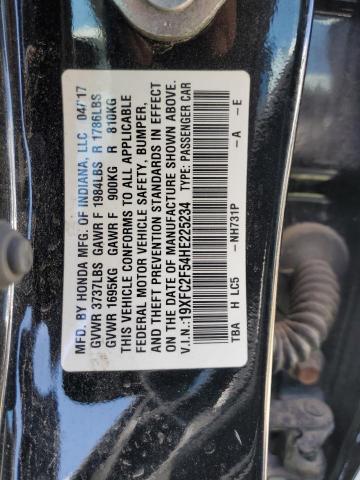 MFD. BY HONDA MFG. OF INDIANA, LLC 04/17
GVWR 3737LBS GAWR F 1984LBS R 1786LBS
GVWR 1695KG GAWR F 900KG R 810KG
THIS VEHICLE CONFORMS TO ALL APPLICABLE
FEDERAL MOTOR VEHICLE SAFETY, BUMPER,
AND THEFT PREVENTION STANDARDS IN EFFECT
ON THE DATE OF MANUFACTURE SHOWN ABOVE.
V.I.N.: 19XFC2F54HE225234 TYPE: PASSENGER CAR
NH731P -A -E
TBA H LC5